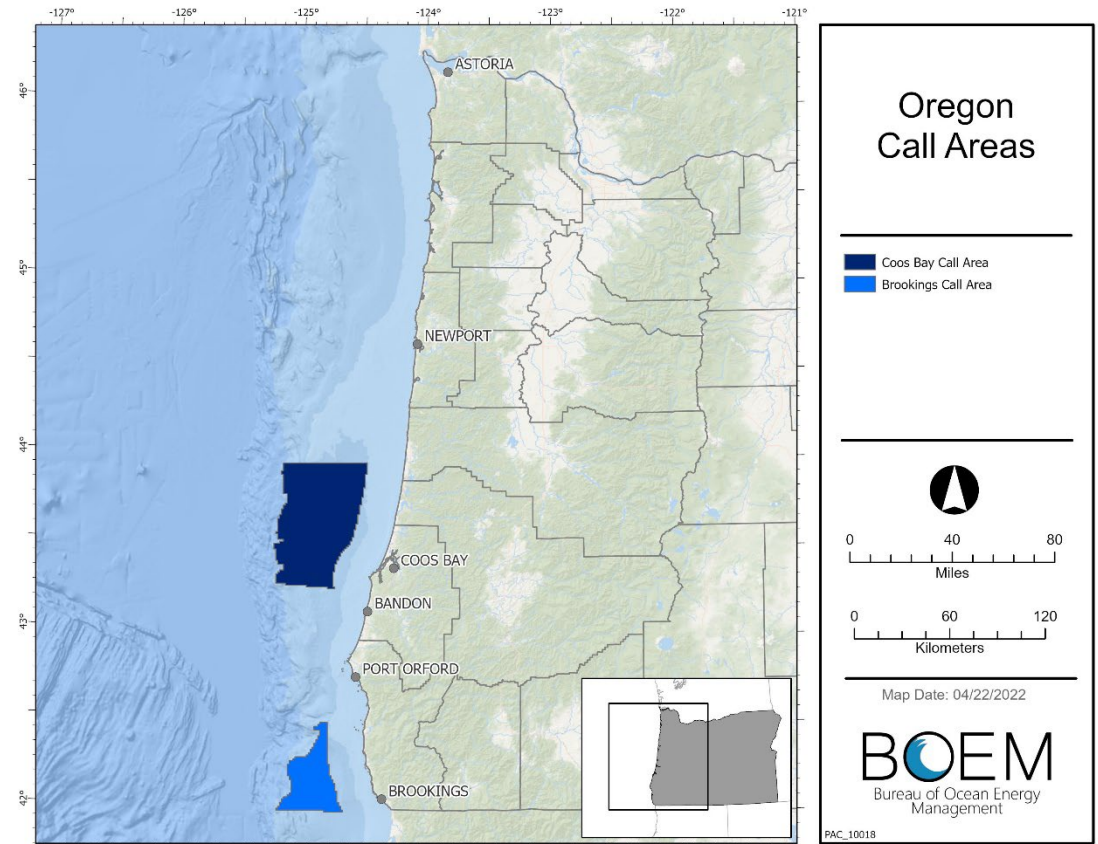 -127°
-126°
-125°
-124°
-123°
-122°
-121°
46°
45°
44°
43°
42°
ASTORIA
NEWPORT
COOS BAY
BANDON
PORT ORFORD
BROOKINGS
Oregon
Call Areas
Coos Bay Call Area
Brookings Call Area
0 40 80
Miles
0 60 120
Kilometers
Map Date: 04/22/2022
BOEM
Bureau of Ocean Energy
Management
PAC_10018